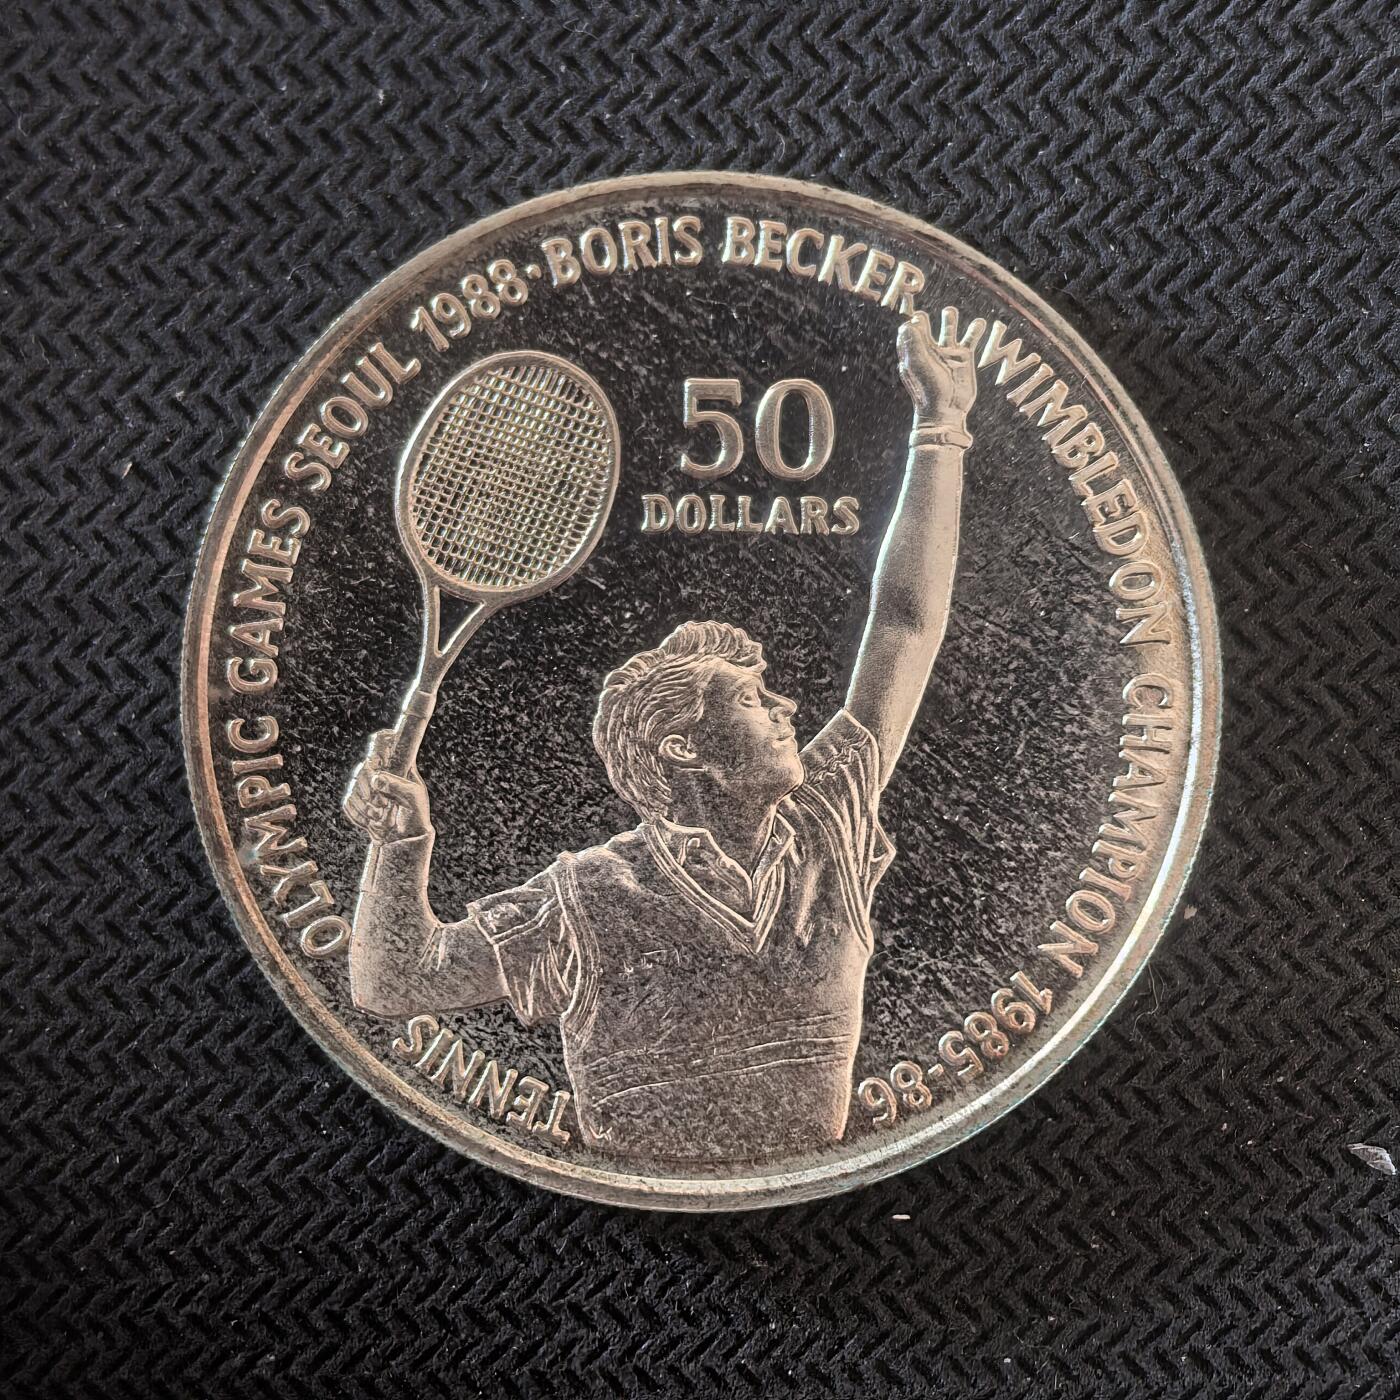 TENNIS OLYMPIC GAMES SEOUL 1988·BORIS BECKER WIMBLEDON CHAMPION 1985-86
50
DOLLARS